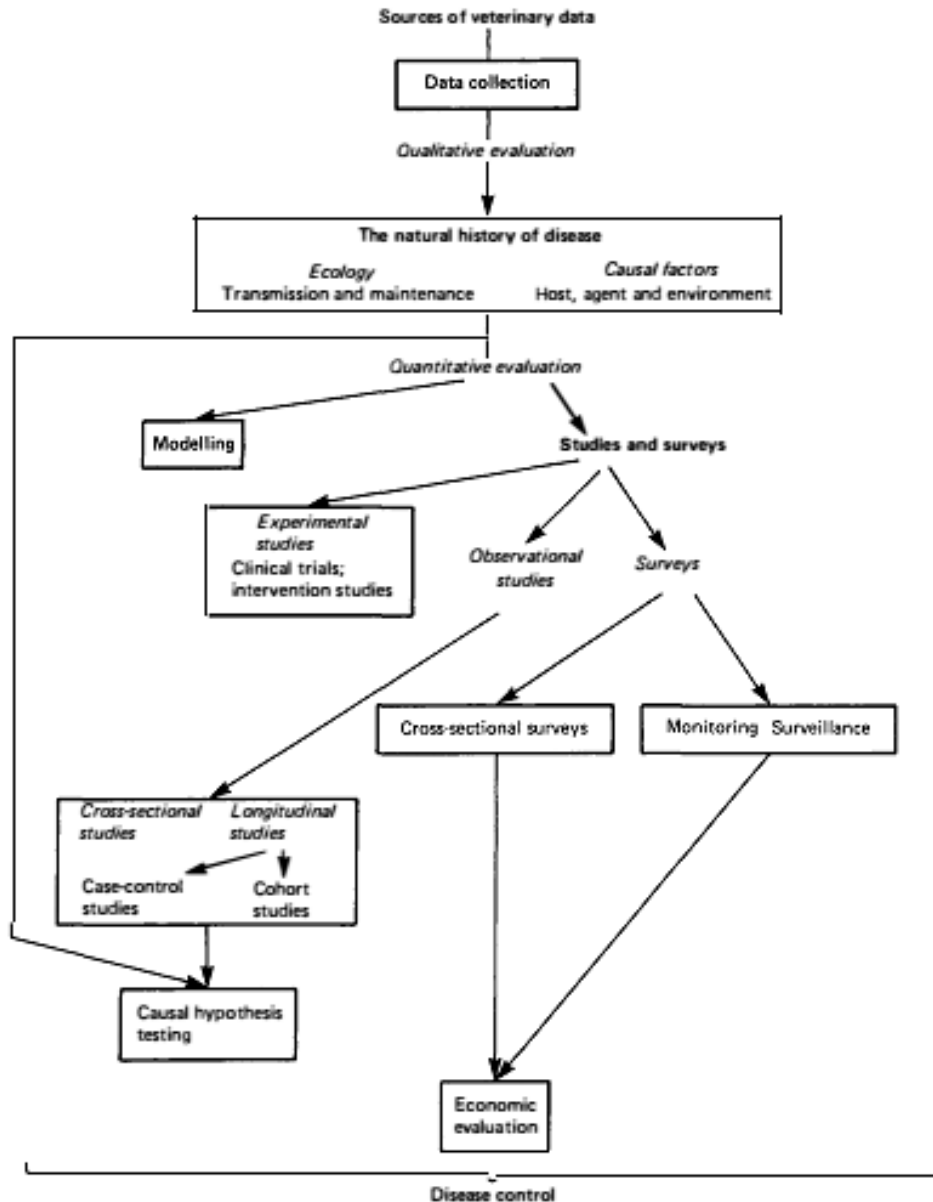 Sources of veterinary data
Data collection
Qualitative evaluation
The natural history of disease
Ecology
Transmission and maintenance
Causal factors
Host, agent and environment
Quantitative evaluation
Modelling
Studies and surveys
Experimental
studies
Clinical trials;
intervention studies
Observational
studies
Surveys
Cross-sectional surveys
Monitoring Surveillance
Cross-sectional
studies
Longitudinal
studies
Case-control
studies
Cohort
studies
Causal hypothesis
testing
Economic
evaluation
Disease control